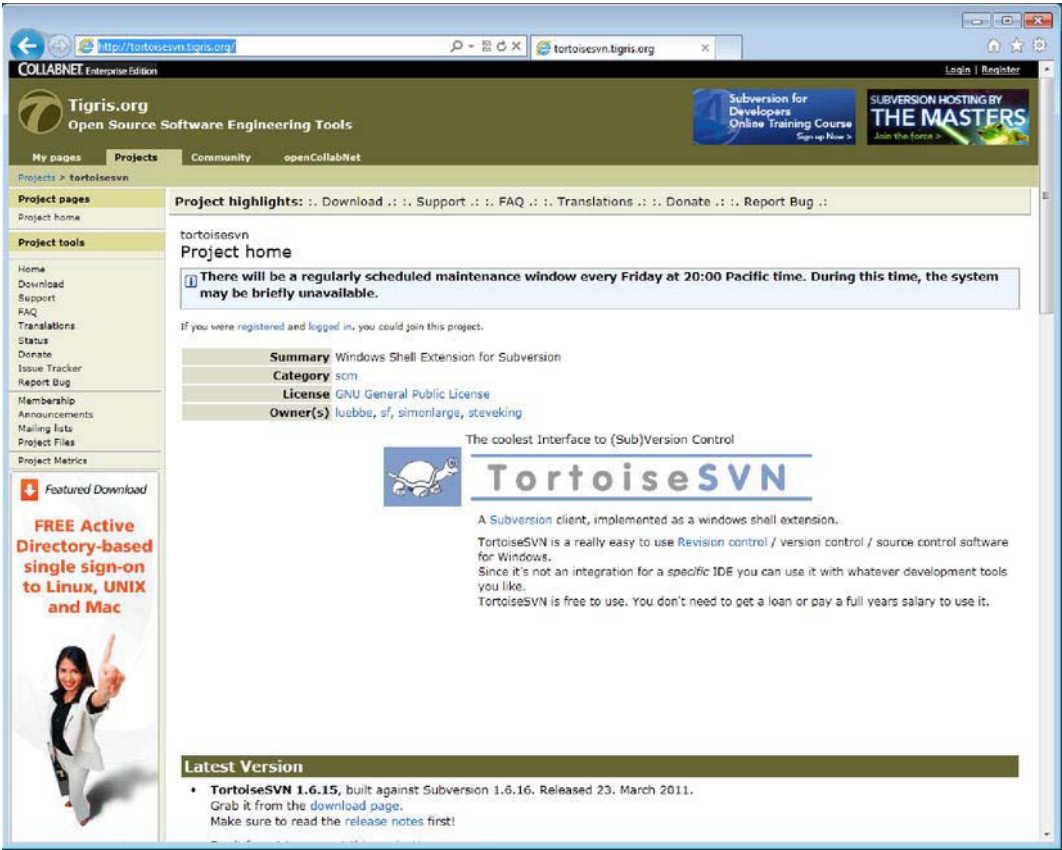 http://tortoisesvn.tigris.org/
tortoisesvn.tigris.org
COLLABNET Enterprise Edition
Login | Register
Tigris.org
Open Source Software Engineering Tools
Subversion for
Developers
Online Training Course
Sign up Now >
SUBVERSION HOSTING BY
THE MASTERS
Join the force >
My pages Projects Community openCollabNet
Projects > tortoisesvn
Project pages
Project home
Project tools
Home
Download
Support
FAQ
Translations
Status
Donate
Issue Tracker
Report Bug
Membership
Announcements
Mailing lists
Project Files
Project Metrics
Featured Download
FREE Active
Directory-based
single sign-on
to Linux, UNIX
and Mac
Project highlights: :. Download .: :. Support .: :. FAQ .: :. Translations .: :. Donate .: :. Report Bug .:
tortoisesvn
Project home
There will be a regularly scheduled maintenance window every Friday at 20:00 Pacific time. During this time, the system
may be briefly unavailable.
If you were registered and logged in, you could join this project.
Summary Windows Shell Extension for Subversion
Category scm
License GNU General Public License
Owner(s) luebbe, sf, simonlarge, steveking
The coolest Interface to (Sub)Version Control
TortoiseSVN
A Subversion client, implemented as a windows shell extension.
TortoiseSVN is a really easy to use Revision control / version control / source control software
for Windows.
Since it's not an integration for a specific IDE you can use it with whatever development tools
you like.
TortoiseSVN is free to use. You don't need to get a loan or pay a full years salary to use it.
Latest Version
• TortoiseSVN 1.6.15, built against Subversion 1.6.16. Released 23. March 2011.
Grab it from the download page.
Make sure to read the release notes first!